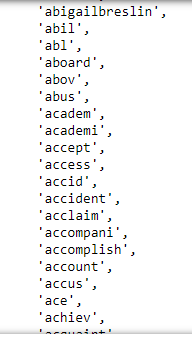 'abigailbreslin',
'abil',
'abl',
'aboard',
'abov',
'abus',
'academ',
'academi',
'accept',
'access',
'accid',
'accident',
'acclaim',
'accompani',
'accomplish',
'account',
'accus',
'ace',
'achiev',